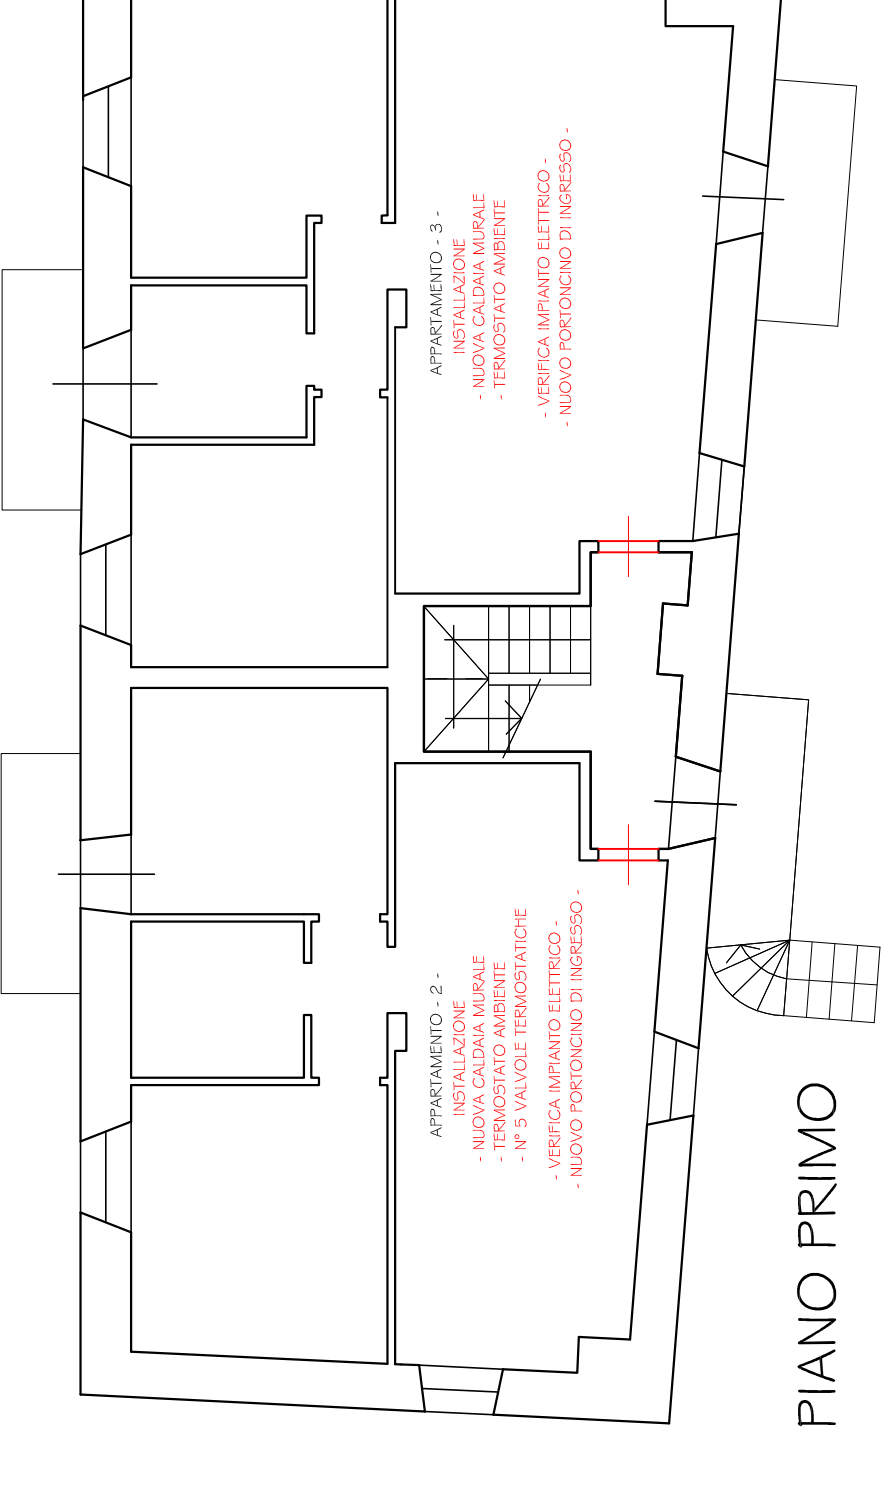 APPARTAMENTO - 2 -
INSTALLAZIONE
- NUOVA CALDAIA MURALE
- TERMOSTATO AMBIENTE
- N° 5 VALVOLE TERMOSTATICHE
- VERIFICA IMPIANTO ELETTRICO -
- NUOVO PORTONCINO DI INGRESSO -
APPARTAMENTO - 3 -
INSTALLAZIONE
- NUOVA CALDAIA MURALE
- TERMOSTATO AMBIENTE
- VERIFICA IMPIANTO ELETTRICO -
- NUOVO PORTONCINO DI INGRESSO -
PIANO PRIMO